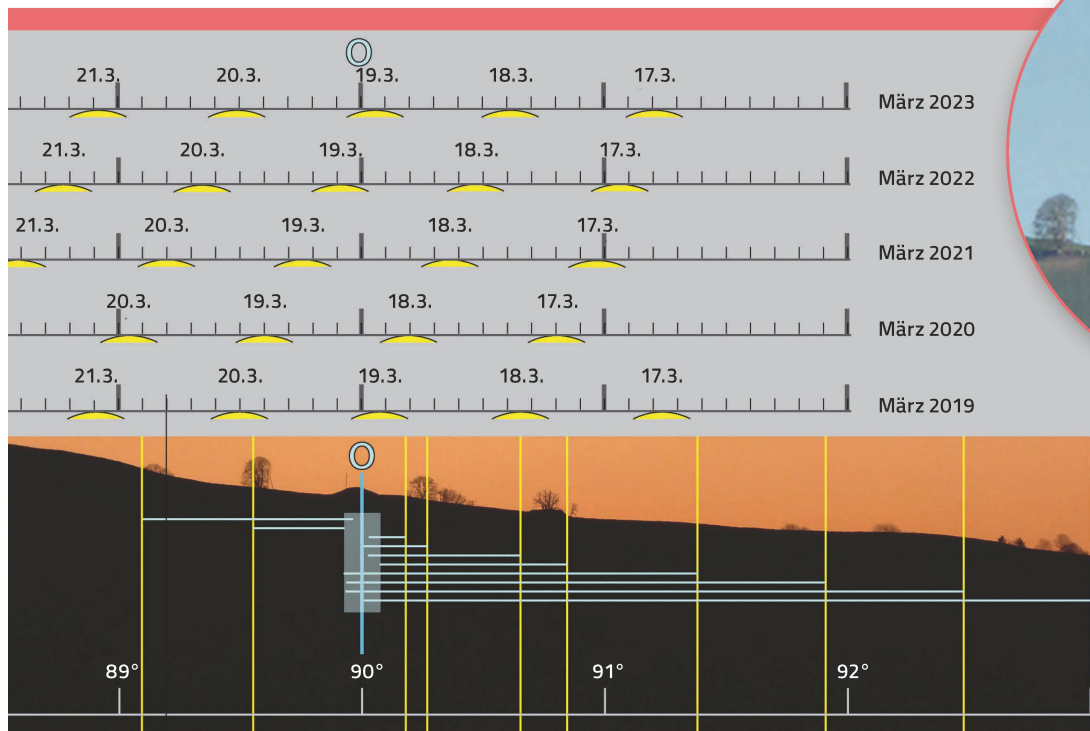 O
21.3. 20.3. 19.3. 18.3. 17.3.
März 2023
21.3. 20.3. 19.3. 18.3. 17.3.
März 2022
21.3. 20.3. 19.3. 18.3. 17.3.
März 2021
20.3. 19.3. 18.3. 17.3.
März 2020
21.3. 20.3. 19.3. 18.3. 17.3.
März 2019
O
89° 90° 91° 92°